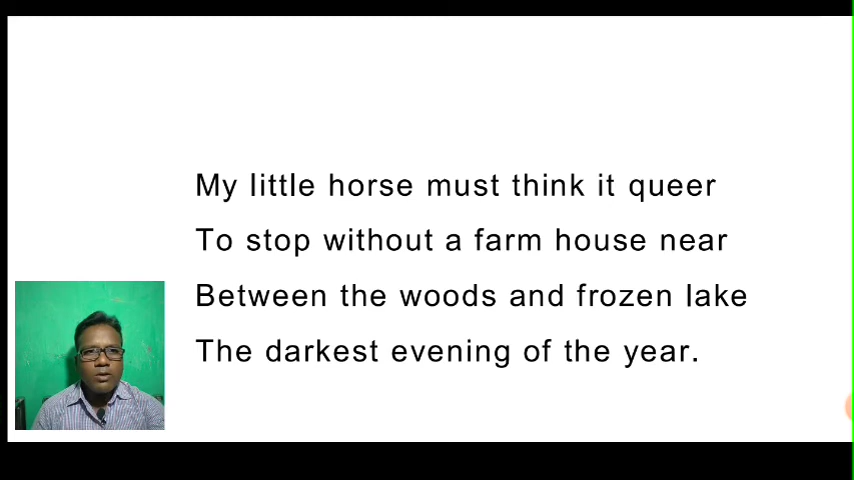 My little horse must think it queer
To stop without a farm house near
Between the woods and frozen lake
The darkest evening of the year.